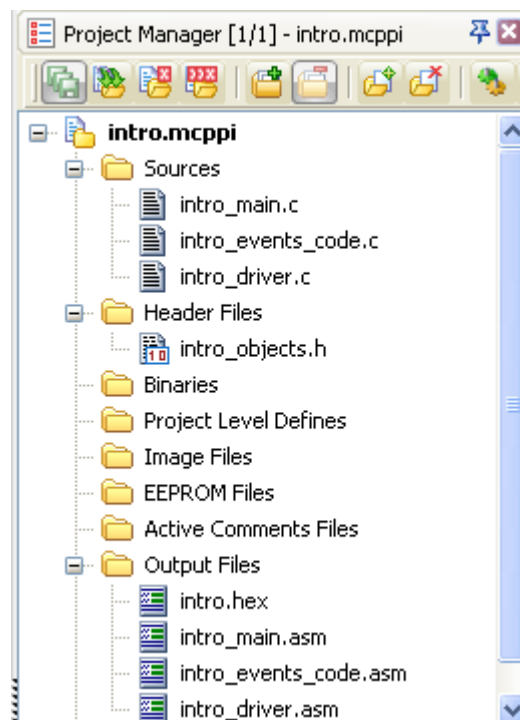 Project Manager [1/1] - intro.mcppi
intro.mcppi
Sources
intro_main.c
intro_events_code.c
intro_driver.c
Header Files
intro_objects.h
Binaries
Project Level Defines
Image Files
EEPROM Files
Active Comments Files
Output Files
intro.hex
intro_main.asm
intro_events_code.asm
intro_driver.asm